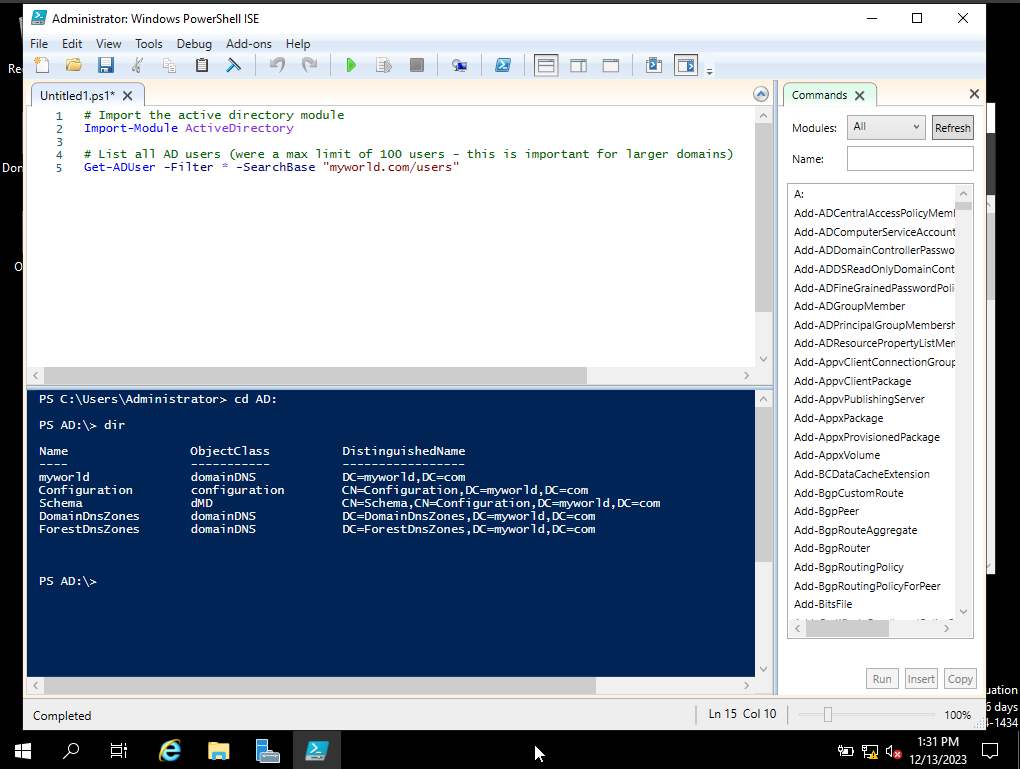 Administrator: Windows PowerShell ISE
File Edit View Tools Debug Add-ons Help
Untitled1.ps1*
1 # Import the active directory module
2 Import-Module ActiveDirectory
3
4 # List all AD users (were a max limit of 100 users - this is important for larger domains)
5 Get-ADUser -Filter * -SearchBase "myworld.com/users"
PS C:\Users\Administrator> cd AD:
PS AD:\> dir
Name ObjectClass DistinguishedName
---- ----------- -----------------
myworld domainDNS DC=myworld,DC=com
Configuration configuration CN=Configuration,DC=myworld,DC=com
Schema dMD CN=Schema,CN=Configuration,DC=myworld,DC=com
DomainDnsZones domainDNS DC=DomainDnsZones,DC=myworld,DC=com
ForestDnsZones domainDNS DC=ForestDnsZones,DC=myworld,DC=com
PS AD:\>
Commands
Modules: All Refresh
Name:
A:
Add-ADCentralAccessPolicyMem
Add-ADComputerServiceAccount
Add-ADDomainControllerPasswo
Add-ADDSReadOnlyDomainCont
Add-ADFineGrainedPasswordPoli
Add-ADGroupMember
Add-ADPrincipalGroupMembersh
Add-ADResourcePropertyListMem
Add-AppvClientConnectionGroup
Add-AppvClientPackage
Add-AppvPublishingServer
Add-AppxPackage
Add-AppxProvisionedPackage
Add-AppxVolume
Add-BCDataCacheExtension
Add-BgpCustomRoute
Add-BgpPeer
Add-BgpRouteAggregate
Add-BgpRouter
Add-BgpRoutingPolicy
Add-BgpRoutingPolicyForPeer
Add-BitsFile
Run Insert Copy
Completed
Ln 15 Col 10
100%
Re
Don
O
uation
6 days
-1434
1:31 PM
12/13/2023